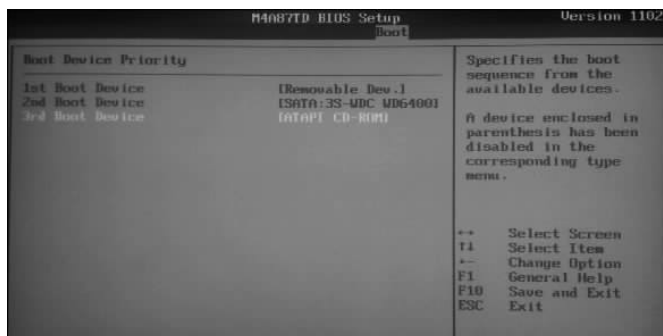 M4A87TD BIOS Setup Version 1102
Boot
Boot Device Priority
1st Boot Device [Removable Dev.]
2nd Boot Device [SATA:3S-WDC WD6400]
3rd Boot Device [ATAPI CD-ROM]
Specifies the boot
sequence from the
available devices.
A device enclosed in
parenthesis has been
disabled in the
corresponding type
menu.
↔ Select Screen
↑↓ Select Item
←- Change Option
F1 General Help
F10 Save and Exit
ESC Exit